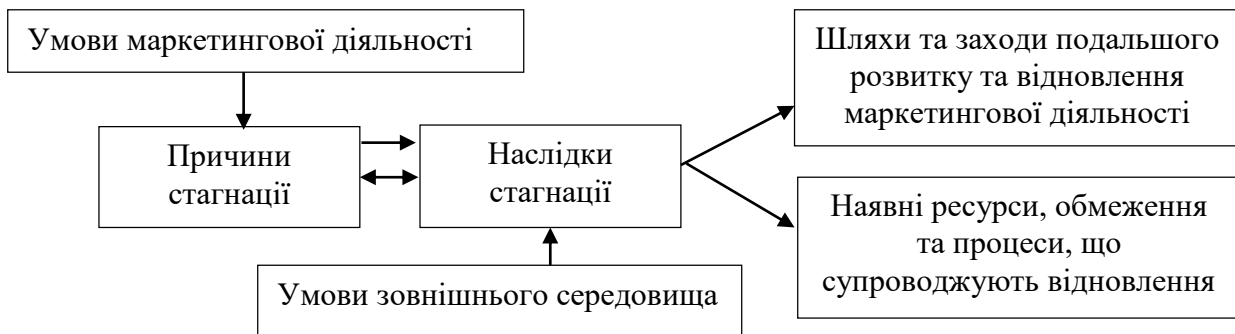 Умови маркетингової діяльності
Шляхи та заходи подальшого
розвитку та відновлення
маркетингової діяльності
Причини
стагнації
Наслідки
стагнації
Наявні ресурси, обмеження
та процеси, що
супроводжують відновлення
Умови зовнішнього середовища